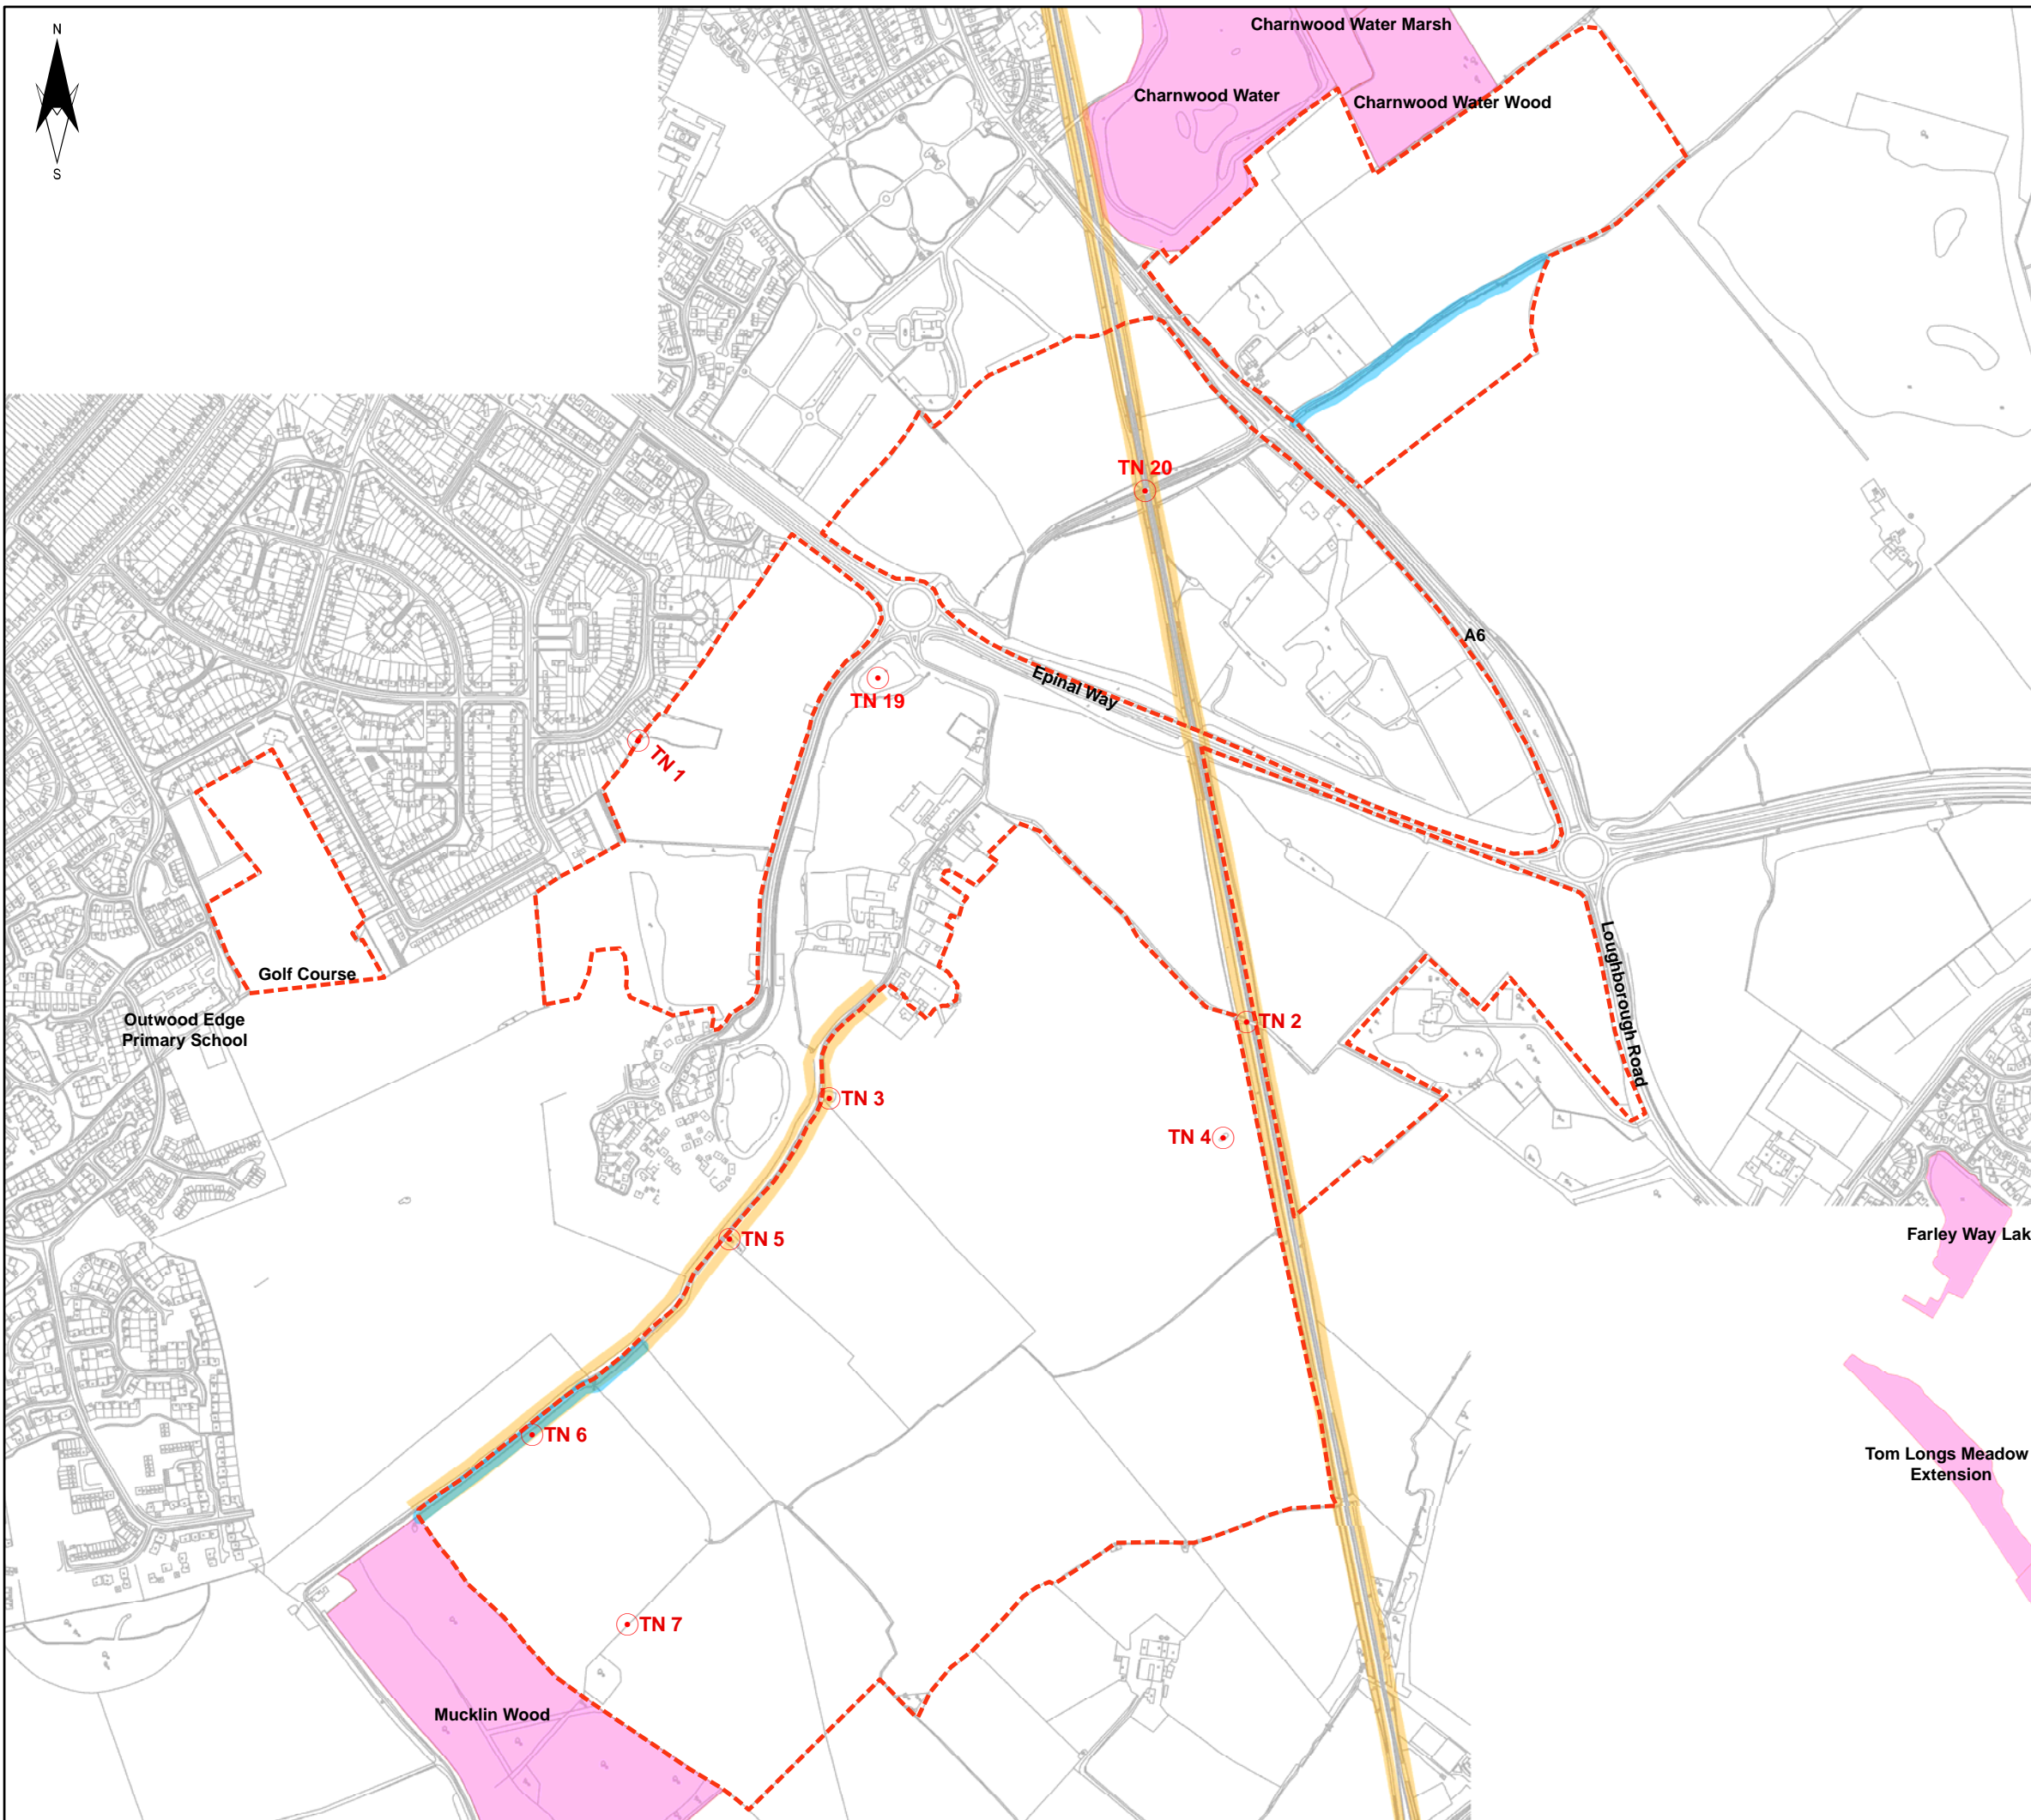 N
S
Charnwood Water Marsh
Charnwood Water
Charnwood Water Wood
TN 20
A6
Epinal Way
TN 19
TN 1
Golf Course
Outwood Edge
Primary School
Loughborough Road
TN 2
TN 3
TN 4
TN 5
Farley Way Lak
TN 6
Tom Longs Meadow
Extension
TN 7
Mucklin Wood